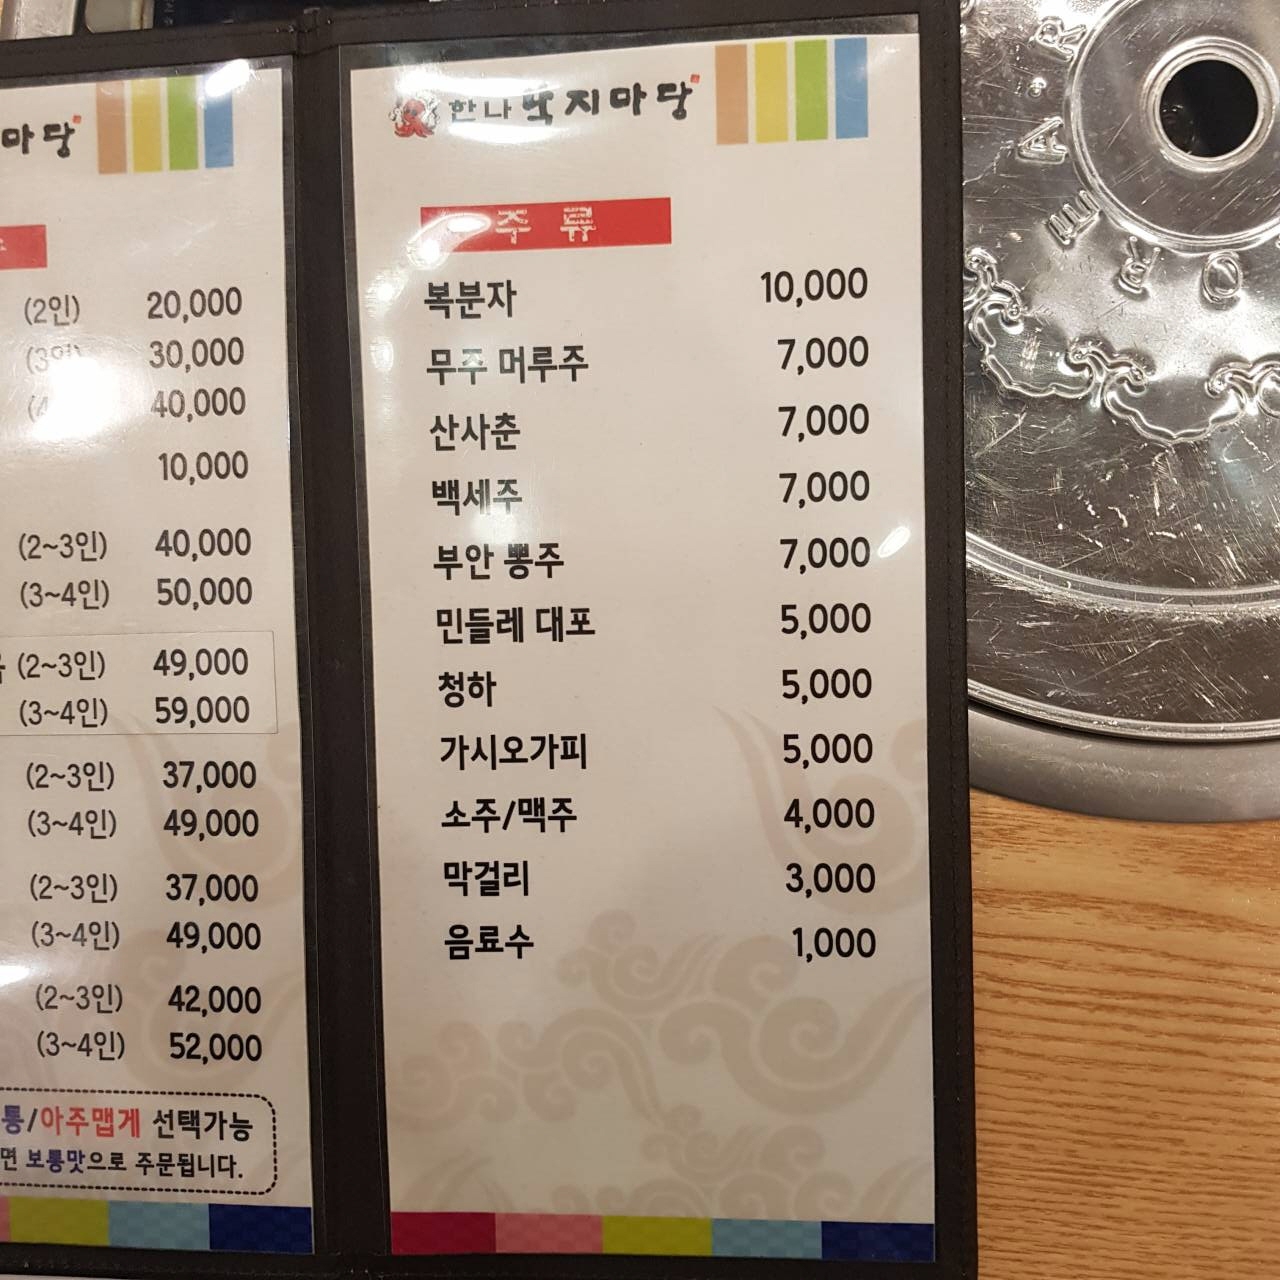 마당
(2인) 20,000
(3인) 30,000
(4 40,000
10,000
(2~3인) 40,000
(3~4인) 50,000
(2~3인) 49,000
(3~4인) 59,000
(2~3인) 37,000
(3~4인) 49,000
(2~3인) 37,000
(3~4인) 49,000
(2~3인) 42,000
(3~4인) 52,000
통/아주맵게 선택가능
면 보통맛으로 주문됩니다.
한나 낙지마당
주류
복분자 10,000
무주 머루주 7,000
산사춘 7,000
백세주 7,000
부안 뽕주 7,000
민들레 대포 5,000
청하 5,000
가시오가피 5,000
소주/맥주 4,000
막걸리 3,000
음료수 1,000